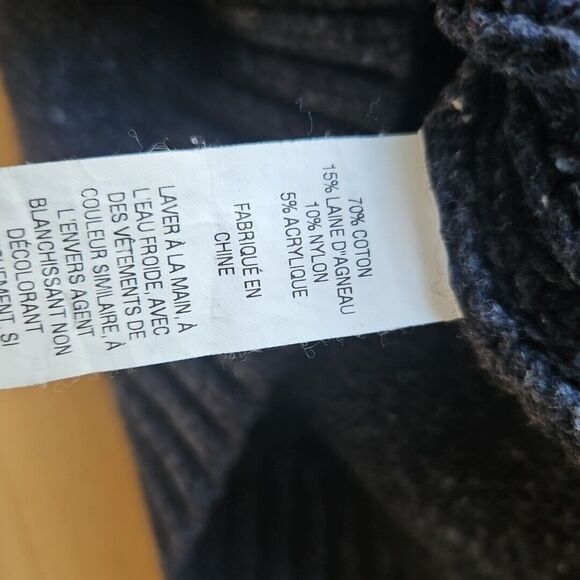 70% COTON
15% LAINE D'AGNEAU
10% NYLON
5% ACRYLIQUE
FABRIQUÉ EN
CHINE
LAVER À LA MAIN, À
L'EAU FROIDE, AVEC
DES VÊTEMENTS DE
COULEUR SIMILAIRE, À
L'ENVERS AGENT
BLANCHISSANT NON
DÉCOLORANT
SI